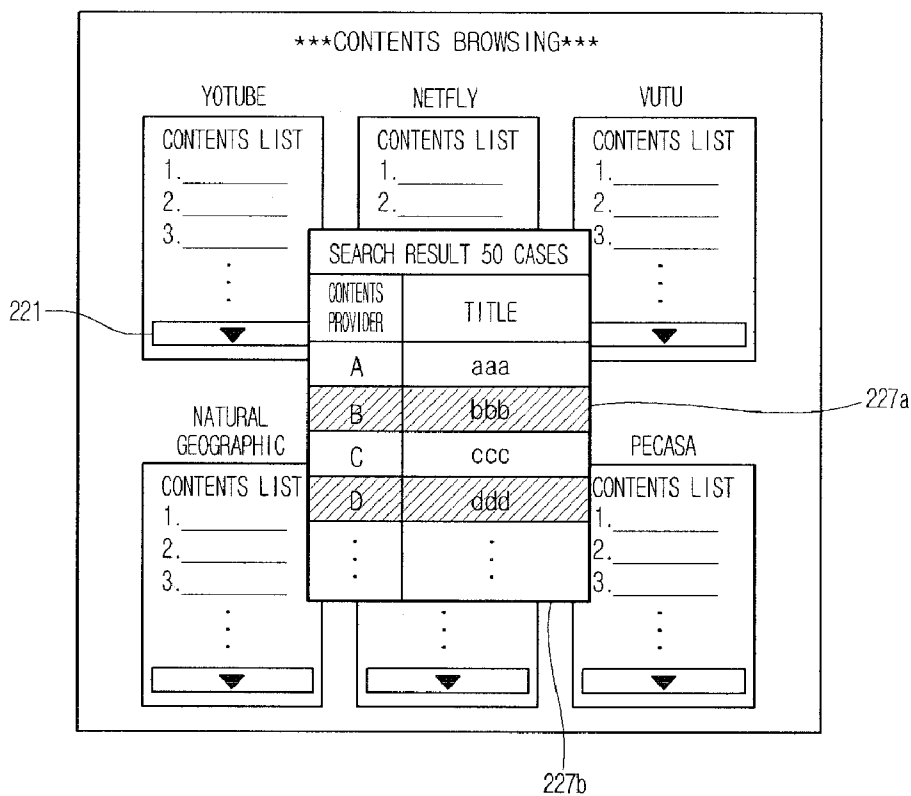 ***CONTENTS BROWSING***
YOTUBE
NETFLY
VUTU
CONTENTS LIST
1.
2.
3.
CONTENTS LIST
1.
2.
CONTENTS LIST
1.
2.
3.
SEARCH RESULT 50 CASES
CONTENTS
PROVIDER
TITLE
A aaa
B bbb
C ccc
D ddd
221
227a
NATURAL
GEOGRAPHIC
PECASA
CONTENTS LIST
1.
2.
3.
CONTENTS LIST
1.
2.
3.
227b